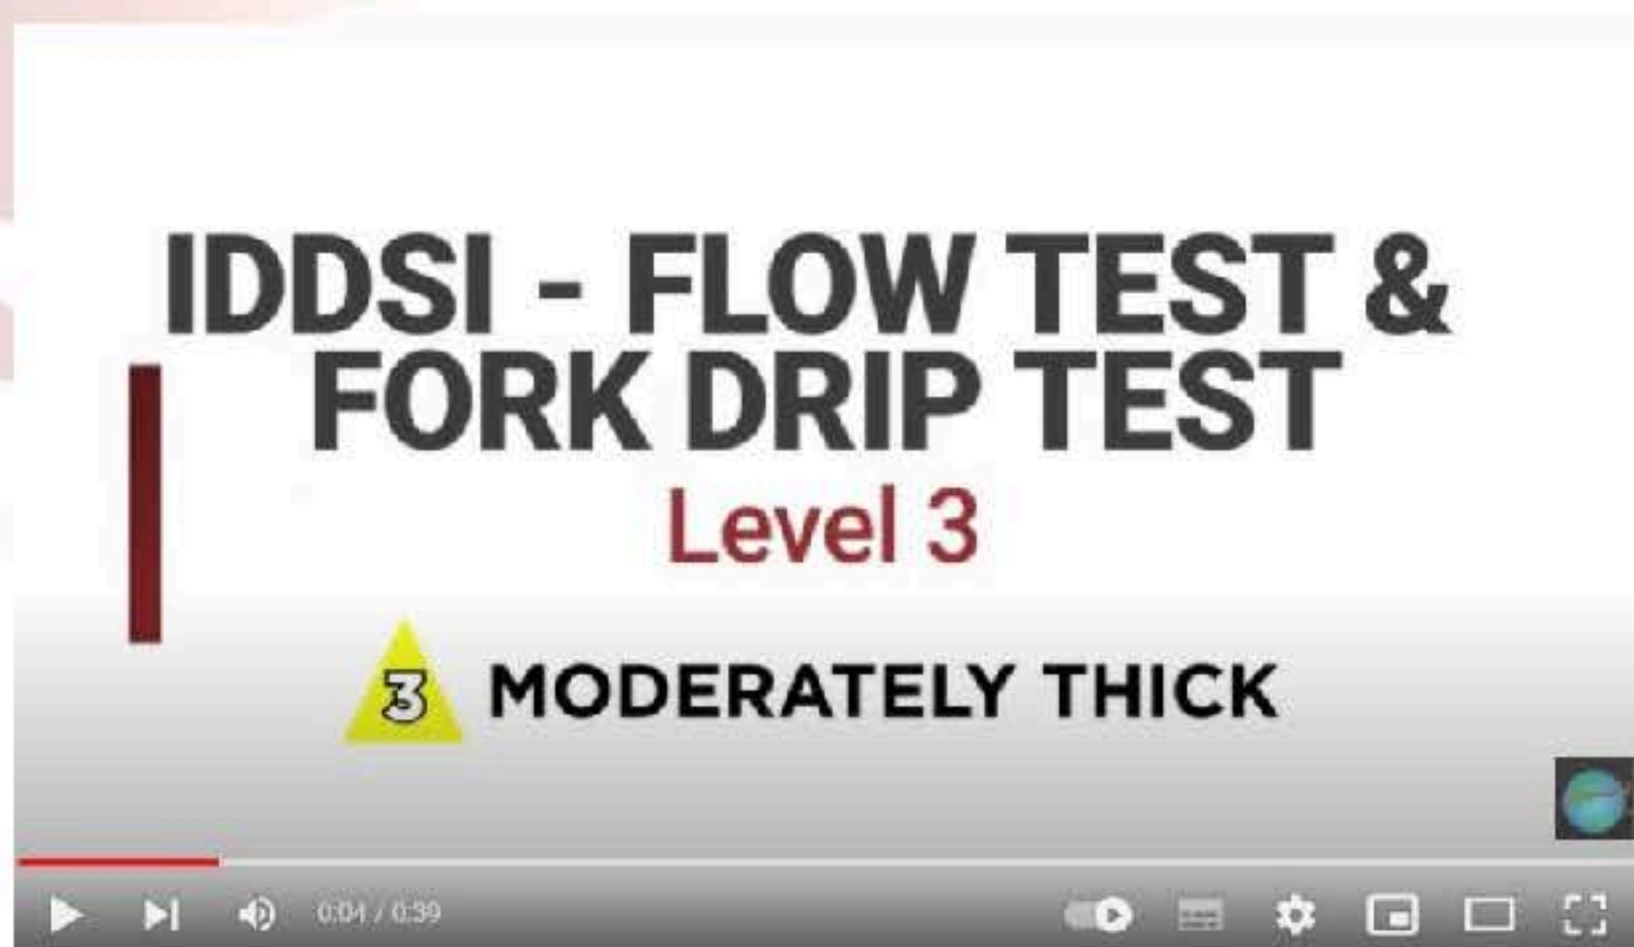 IDDSI - FLOW TEST &
FORK DRIP TEST
Level 3
3 MODERATELY THICK
0:04 / 0:39